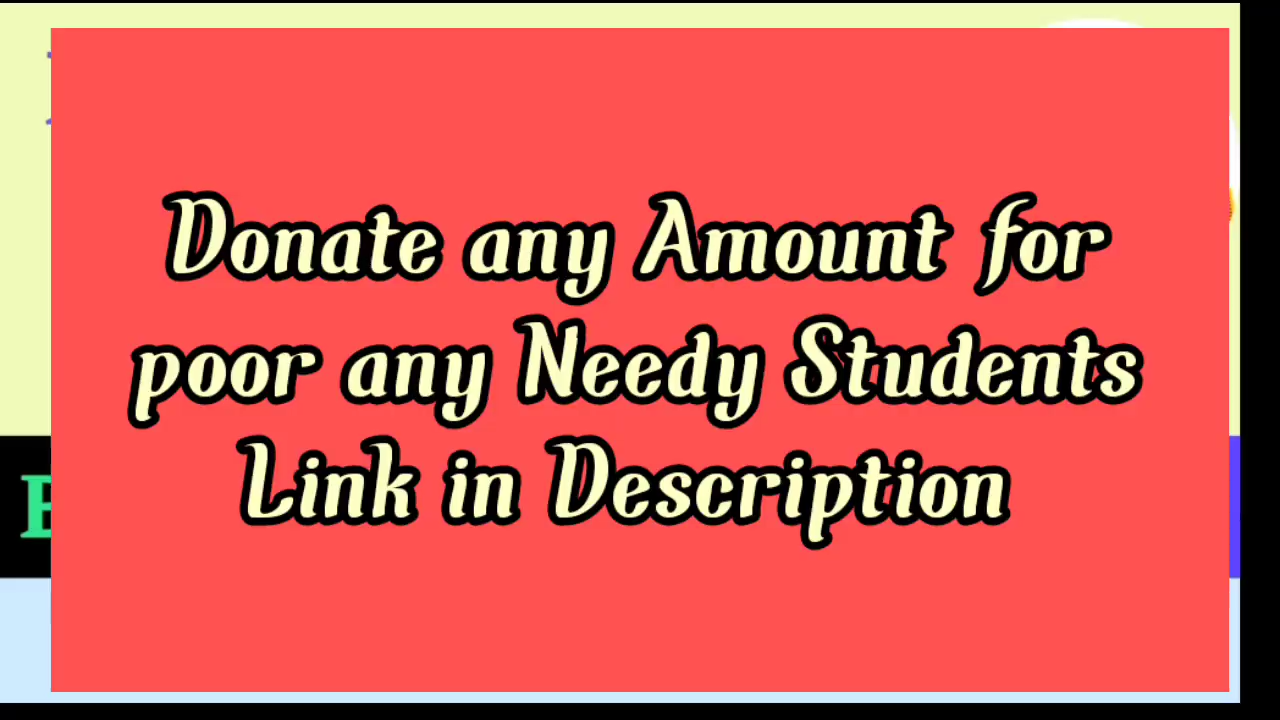 Donate any Amount for
poor any Needy Students
Link in Description